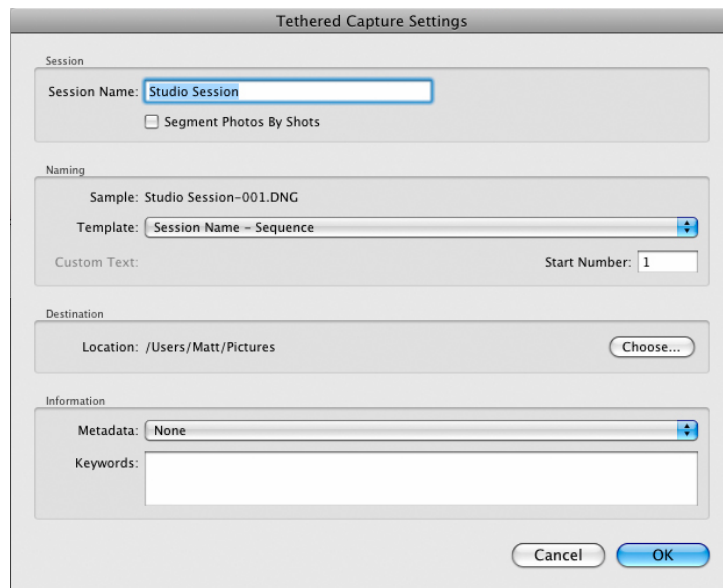 Tethered Capture Settings
Session
Session Name: Studio Session
Segment Photos By Shots
Naming
Sample: Studio Session-001.DNG
Template: Session Name - Sequence
Custom Text: Start Number: 1
Destination
Location: /Users/Matt/Pictures Choose...
Information
Metadata: None
Keywords:
Cancel OK